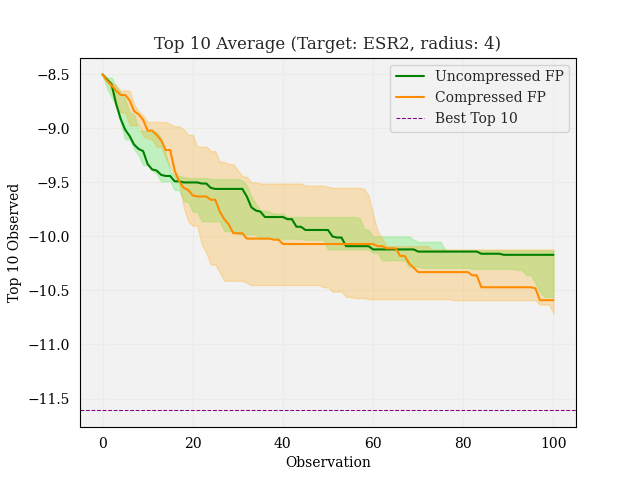 Top 10 Average (Target: ESR2, radius: 4)
Uncompressed FP
Compressed FP
Best Top 10
Top 10 Observed
−8.5
−9.0
−9.5
−10.0
−10.5
−11.0
−11.5
0 20 40 60 80 100
Observation